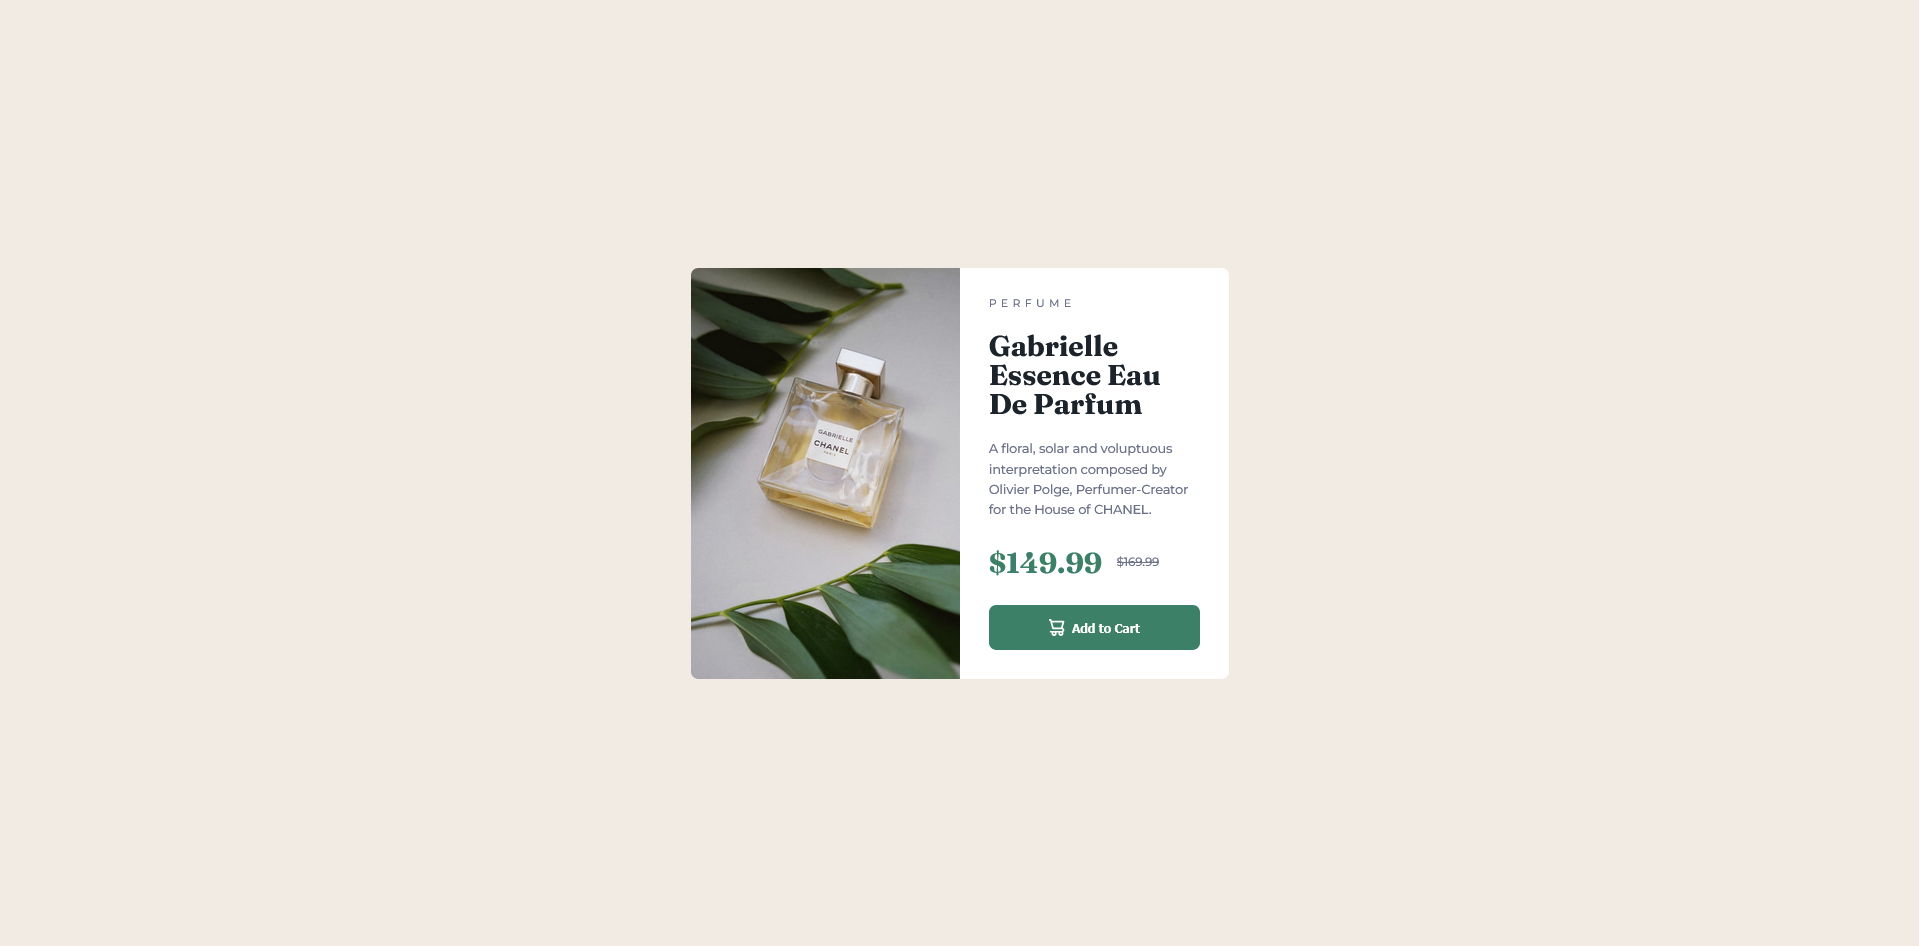 GABRIELLE
CHANEL
PARIS
PERFUME
Gabrielle
Essence Eau
De Parfum
A floral, solar and voluptuous
interpretation composed by
Olivier Polge, Perfumer-Creator
for the House of CHANEL.
$149.99 $169.99
Add to Cart